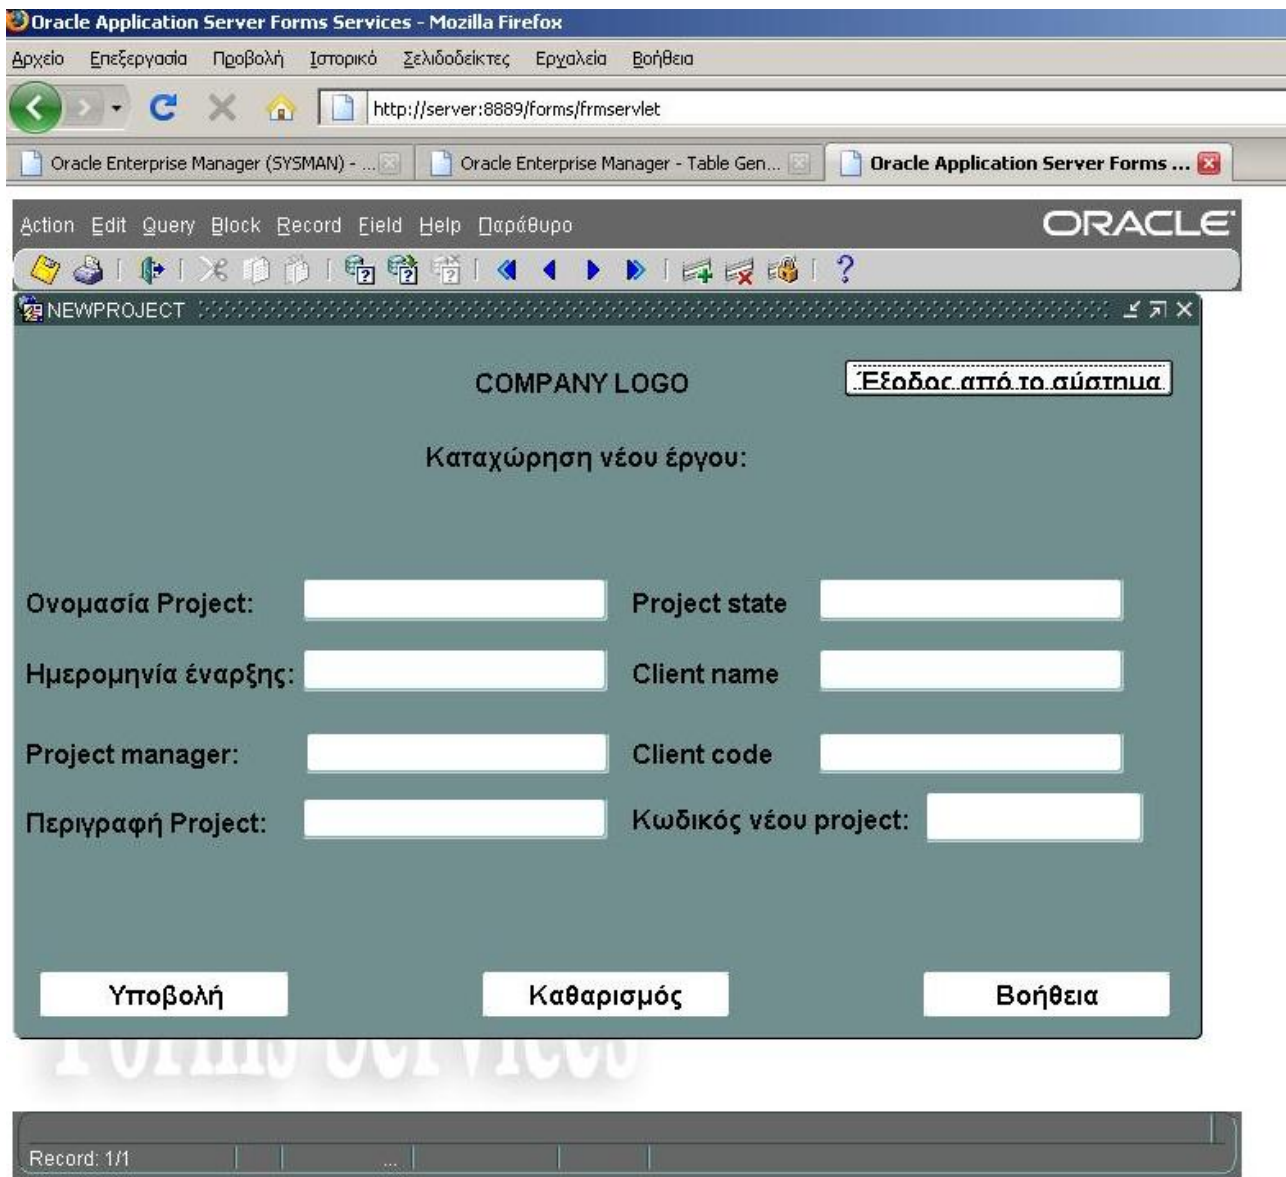 Oracle Application Server Forms Services - Mozilla Firefox
Αρχείο Επεξεργασία Προβολή Ιστορικό Σελιδοδείκτες Εργαλεία Βοήθεια
http://server:8889/forms/frmservlet
Oracle Enterprise Manager (SYSMAN) - ... Oracle Enterprise Manager - Table Gen... Oracle Application Server Forms ...
Action Edit Query Block Record Field Help Παράθυρο ORACLE
NEWPROJECT
COMPANY LOGO Έξοδος από το σύστημα
Καταχώρηση νέου έργου:
Ονομασία Project: Project state
Ημερομηνία έναρξης: Client name
Project manager: Client code
Περιγραφή Project: Κωδικός νέου project:
Υποβολή Καθαρισμός Βοήθεια
Forms Services
Record: 1/1 ...